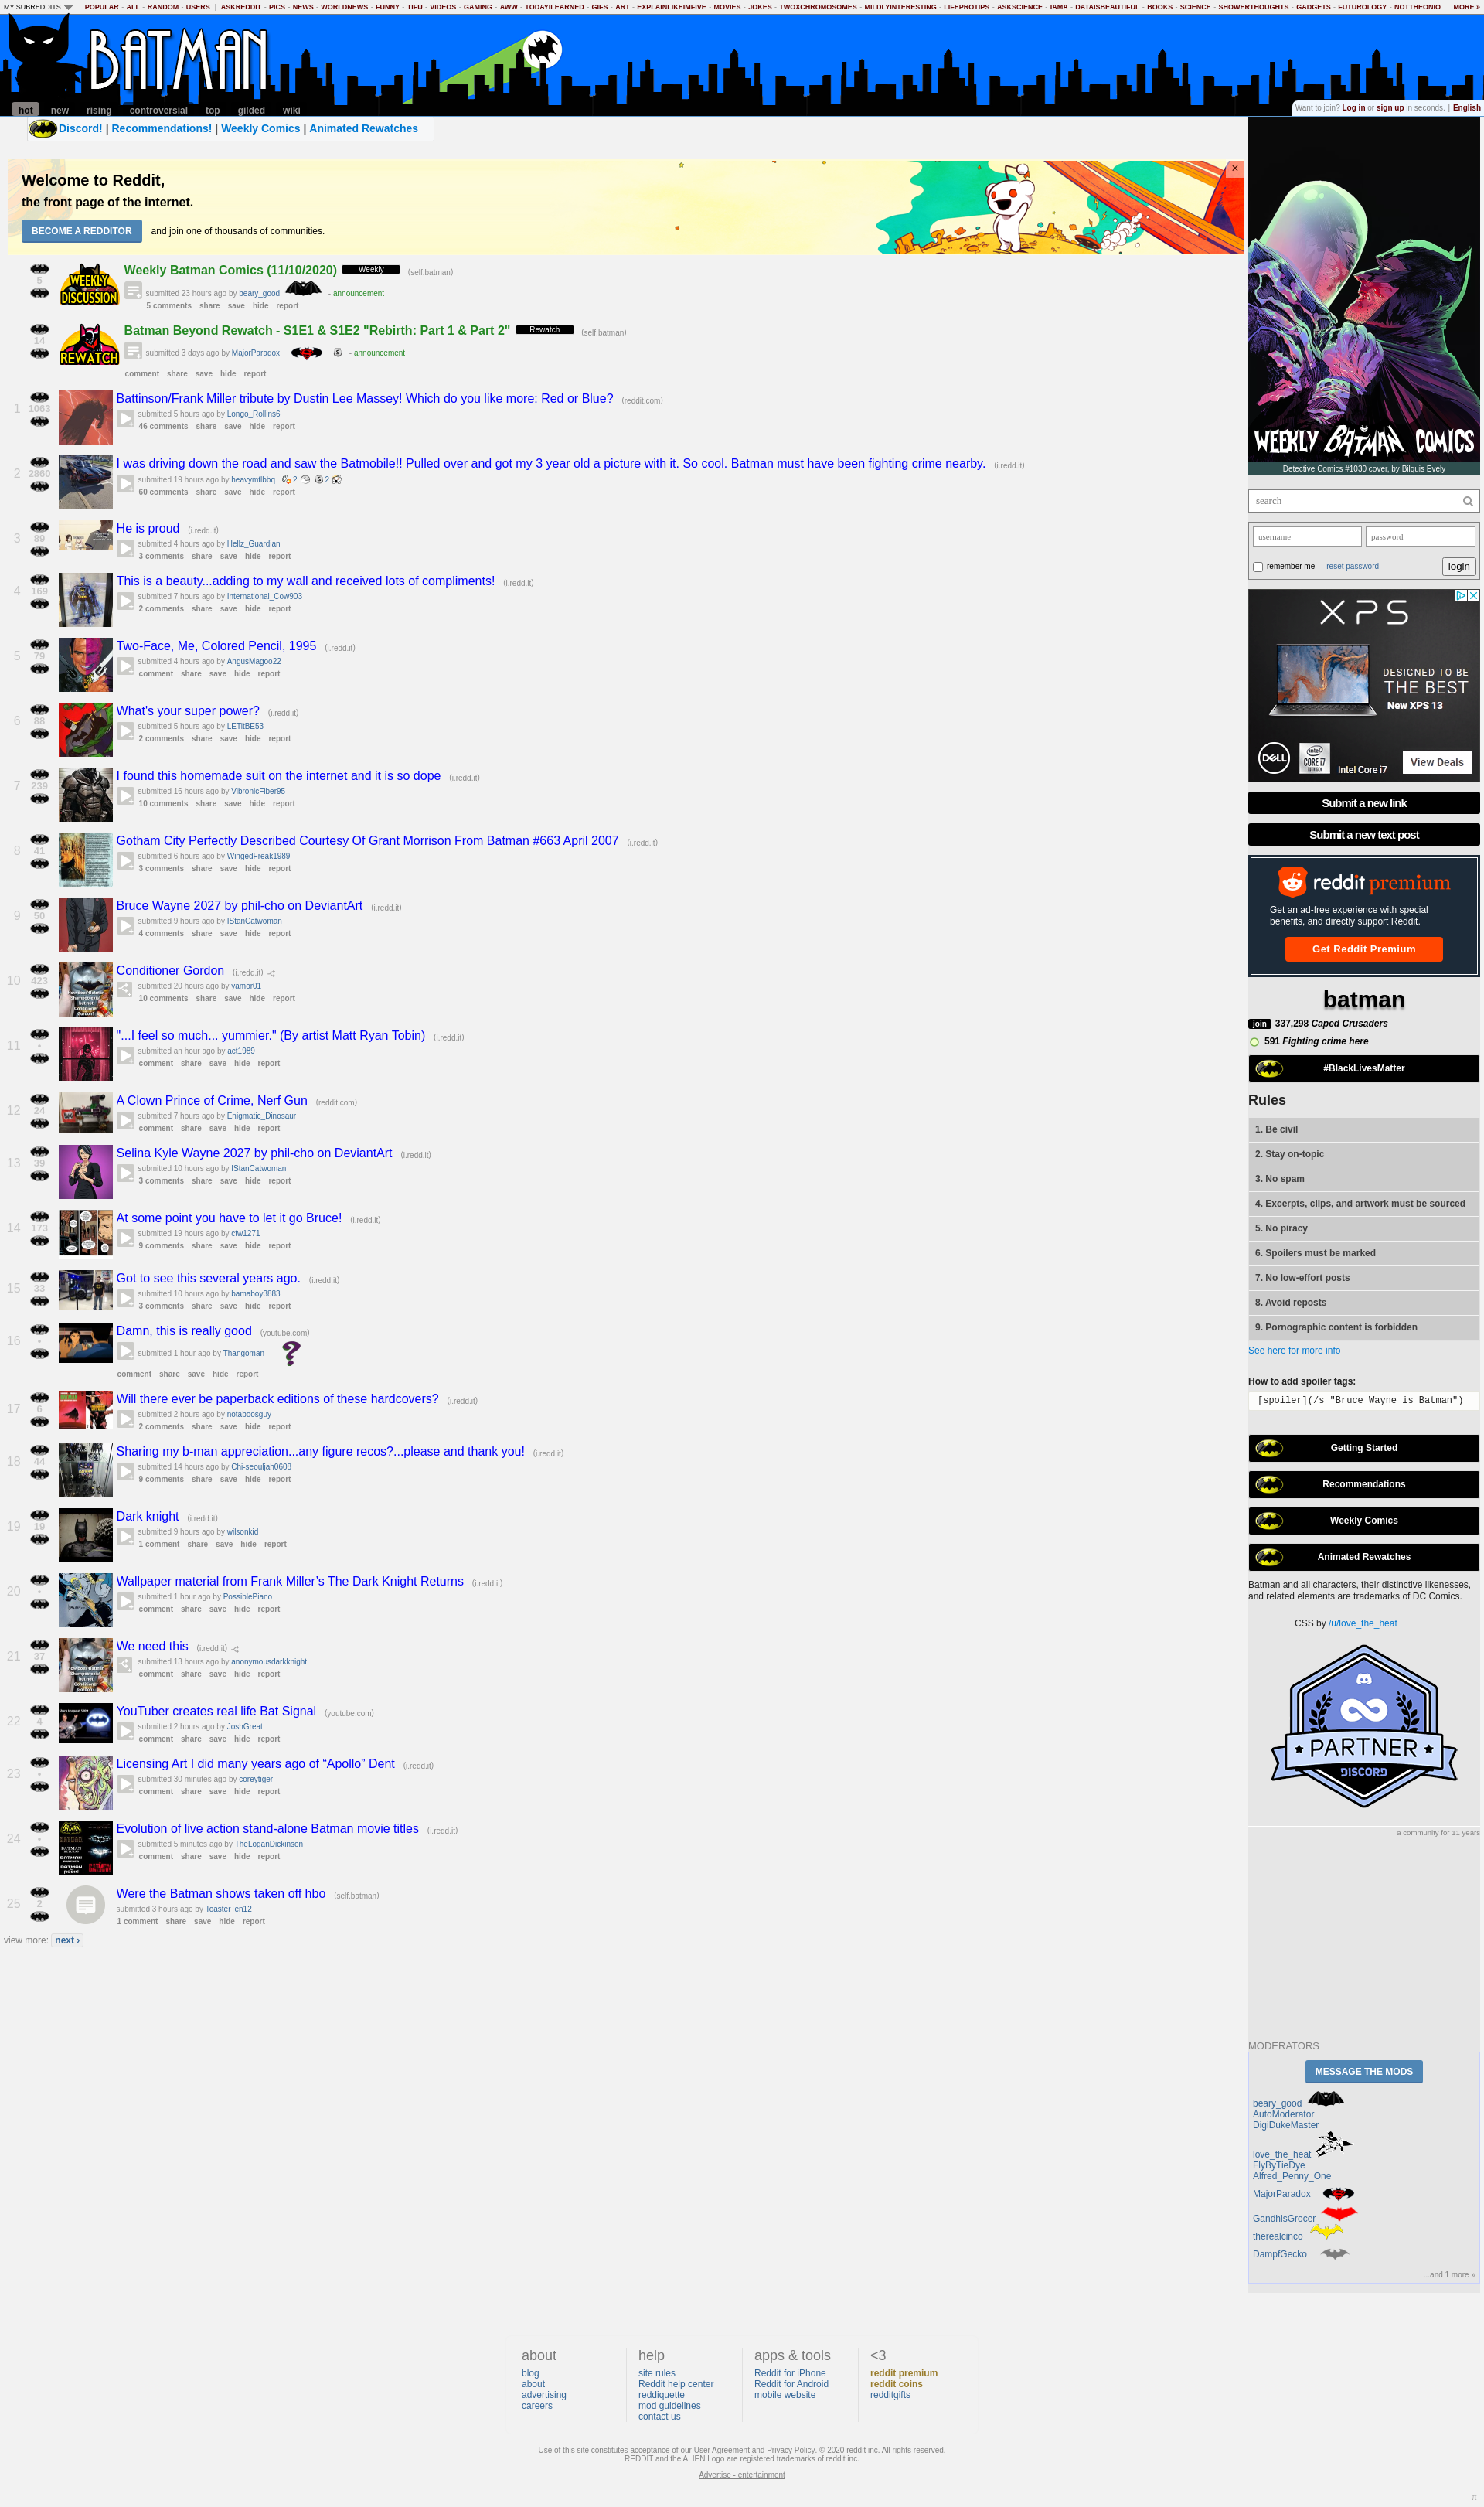 MY SUBREDDITS POPULAR - ALL - RANDOM - USERS | ASKREDDIT - PICS - NEWS - WORLDNEWS - FUNNY - TIFU - VIDEOS - GAMING - AWW - TODAYILEARNED - GIFS - ART - EXPLAINLIKEIMFIVE - MOVIES - JOKES - TWOXCHROMOSOMES - MILDLYINTERESTING - LIFEPROTIPS - ASKSCIENCE - IAMA - DATAISBEAUTIFUL - BOOKS - SCIENCE - SHOWERTHOUGHTS - GADGETS - FUTUROLOGY - NOTTHEONIO MORE »
BATMAN
hot new rising controversial top gilded wiki
Want to join? Log in or sign up in seconds. | English
Discord! | Recommendations! | Weekly Comics | Animated Rewatches
Welcome to Reddit,
the front page of the internet.
BECOME A REDDITOR and join one of thousands of communities.
×
5
WEEKLY DISCUSSION
Weekly Batman Comics (11/10/2020) Weekly (self.batman)
submitted 23 hours ago by beary_good - announcement
5 comments share save hide report
14
REWATCH
Batman Beyond Rewatch - S1E1 & S1E2 "Rebirth: Part 1 & Part 2" Rewatch (self.batman)
submitted 3 days ago by MajorParadox - announcement
comment share save hide report
1 1063
Battinson/Frank Miller tribute by Dustin Lee Massey! Which do you like more: Red or Blue? (reddit.com)
submitted 5 hours ago by Longo_Rollins6
46 comments share save hide report
2 2860
I was driving down the road and saw the Batmobile!! Pulled over and got my 3 year old a picture with it. So cool. Batman must have been fighting crime nearby. (i.redd.it)
submitted 19 hours ago by heavymtlbbq 2 2
60 comments share save hide report
3 89
He is proud (i.redd.it)
submitted 4 hours ago by Hellz_Guardian
3 comments share save hide report
4 169
This is a beauty...adding to my wall and received lots of compliments! (i.redd.it)
submitted 7 hours ago by International_Cow903
2 comments share save hide report
5 79
Two-Face, Me, Colored Pencil, 1995 (i.redd.it)
submitted 4 hours ago by AngusMagoo22
comment share save hide report
6 88
What's your super power? (i.redd.it)
submitted 5 hours ago by LETitBE53
2 comments share save hide report
7 239
I found this homemade suit on the internet and it is so dope (i.redd.it)
submitted 16 hours ago by VibronicFiber95
10 comments share save hide report
8 41
Gotham City Perfectly Described Courtesy Of Grant Morrison From Batman #663 April 2007 (i.redd.it)
submitted 6 hours ago by WingedFreak1989
3 comments share save hide report
9 50
Bruce Wayne 2027 by phil-cho on DeviantArt (i.redd.it)
submitted 9 hours ago by IStanCatwoman
4 comments share save hide report
10 423
Conditioner Gordon (i.redd.it)
submitted 20 hours ago by yamor01
10 comments share save hide report
11 •
"...I feel so much... yummier." (By artist Matt Ryan Tobin) (i.redd.it)
submitted an hour ago by act1989
comment share save hide report
12 24
A Clown Prince of Crime, Nerf Gun (reddit.com)
submitted 7 hours ago by Enigmatic_Dinosaur
comment share save hide report
13 39
Selina Kyle Wayne 2027 by phil-cho on DeviantArt (i.redd.it)
submitted 10 hours ago by IStanCatwoman
3 comments share save hide report
14 173
At some point you have to let it go Bruce! (i.redd.it)
submitted 19 hours ago by ctw1271
9 comments share save hide report
15 33
Got to see this several years ago. (i.redd.it)
submitted 10 hours ago by bamaboy3883
3 comments share save hide report
16 •
Damn, this is really good (youtube.com)
submitted 1 hour ago by Thangoman
comment share save hide report
17 6
Will there ever be paperback editions of these hardcovers? (i.redd.it)
submitted 2 hours ago by notaboosguy
2 comments share save hide report
18 44
Sharing my b-man appreciation...any figure recos?...please and thank you! (i.redd.it)
submitted 14 hours ago by Chi-seouljah0608
9 comments share save hide report
19 19
Dark knight (i.redd.it)
submitted 9 hours ago by wilsonkid
1 comment share save hide report
20 •
Wallpaper material from Frank Miller’s The Dark Knight Returns (i.redd.it)
submitted 1 hour ago by PossiblePiano
comment share save hide report
21 37
We need this (i.redd.it)
submitted 13 hours ago by anonymousdarkknight
comment share save hide report
22 4
YouTuber creates real life Bat Signal (youtube.com)
submitted 2 hours ago by JoshGreat
comment share save hide report
23 •
Licensing Art I did many years ago of “Apollo” Dent (i.redd.it)
submitted 30 minutes ago by coreytiger
comment share save hide report
24 •
Evolution of live action stand-alone Batman movie titles (i.redd.it)
submitted 5 minutes ago by TheLoganDickinson
comment share save hide report
25 2
Were the Batman shows taken off hbo (self.batman)
submitted 3 hours ago by ToasterTen12
1 comment share save hide report
view more: next ›
WEEKLY BATMAN COMICS
Detective Comics #1030 cover, by Bilquis Evely
search
username password
remember me reset password login
XPS
DESIGNED TO BE
THE BEST
New XPS 13
DELL intel CORE i7 Intel Core i7 View Deals
Submit a new link
Submit a new text post
reddit premium
Get an ad-free experience with special
benefits, and directly support Reddit.
Get Reddit Premium
batman
join 337,298 Caped Crusaders
591 Fighting crime here
#BlackLivesMatter
Rules
1. Be civil
2. Stay on-topic
3. No spam
4. Excerpts, clips, and artwork must be sourced
5. No piracy
6. Spoilers must be marked
7. No low-effort posts
8. Avoid reposts
9. Pornographic content is forbidden
See here for more info
How to add spoiler tags:
[spoiler](/s "Bruce Wayne is Batman")
Getting Started
Recommendations
Weekly Comics
Animated Rewatches
Batman and all characters, their distinctive likenesses,
and related elements are trademarks of DC Comics.
CSS by /u/love_the_heat
PARTNER
DISCORD
a community for 11 years
MODERATORS
MESSAGE THE MODS
beary_good
AutoModerator
DigiDukeMaster
love_the_heat
FlyByTieDye
Alfred_Penny_One
MajorParadox
GandhisGrocer
therealcinco
DampfGecko
...and 1 more »
about
blog
about
advertising
careers
help
site rules
Reddit help center
reddiquette
mod guidelines
contact us
apps & tools
Reddit for iPhone
Reddit for Android
mobile website
<3
reddit premium
reddit coins
redditgifts
Use of this site constitutes acceptance of our User Agreement and Privacy Policy. © 2020 reddit inc. All rights reserved.
REDDIT and the ALIEN Logo are registered trademarks of reddit inc.
Advertise - entertainment
π